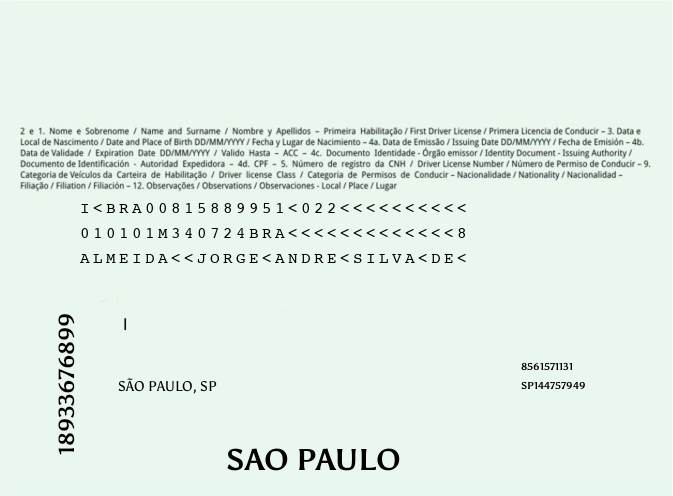 2 e 1. Nome e Sobrenome / Name and Surname / Nombre y Apellidos – Primeira Habilitação / First Driver License / Primera Licencia de Conducir – 3. Data e
Local de Nascimento / Date and Place of Birth DD/MM/YYYY / Fecha y Lugar de Nacimiento – 4a. Data de Emissão / Issuing Date DD/MM/YYYY / Fecha de Emisión – 4b.
Data de Validade / Expiration Date DD/MM/YYYY / Valido Hasta – ACC – 4c. Documento Identidade - Órgão emissor / Identity Document - Issuing Authority /
Documento de Identificación - Autoridad Expedidora – 4d. CPF – 5. Número de registro da CNH / Driver License Number / Número de Permiso de Conducir – 9.
Categoria de Veículos da Carteira de Habilitação / Driver license Class / Categoria de Permisos de Conducir – Nacionalidade / Nationality / Nacionalidad –
Filiação / Filiation / Filiación – 12. Observações / Observations / Observaciones - Local / Place / Lugar
I<BRA00815889951<022<<<<<<<<<<
010101M340724BRA<<<<<<<<<<<<<8
ALMEIDA<<JORGE<ANDRE<SILVA<DE<
18933676899
|
8561571131
SÃO PAULO, SP
SP144757949
SAO PAULO